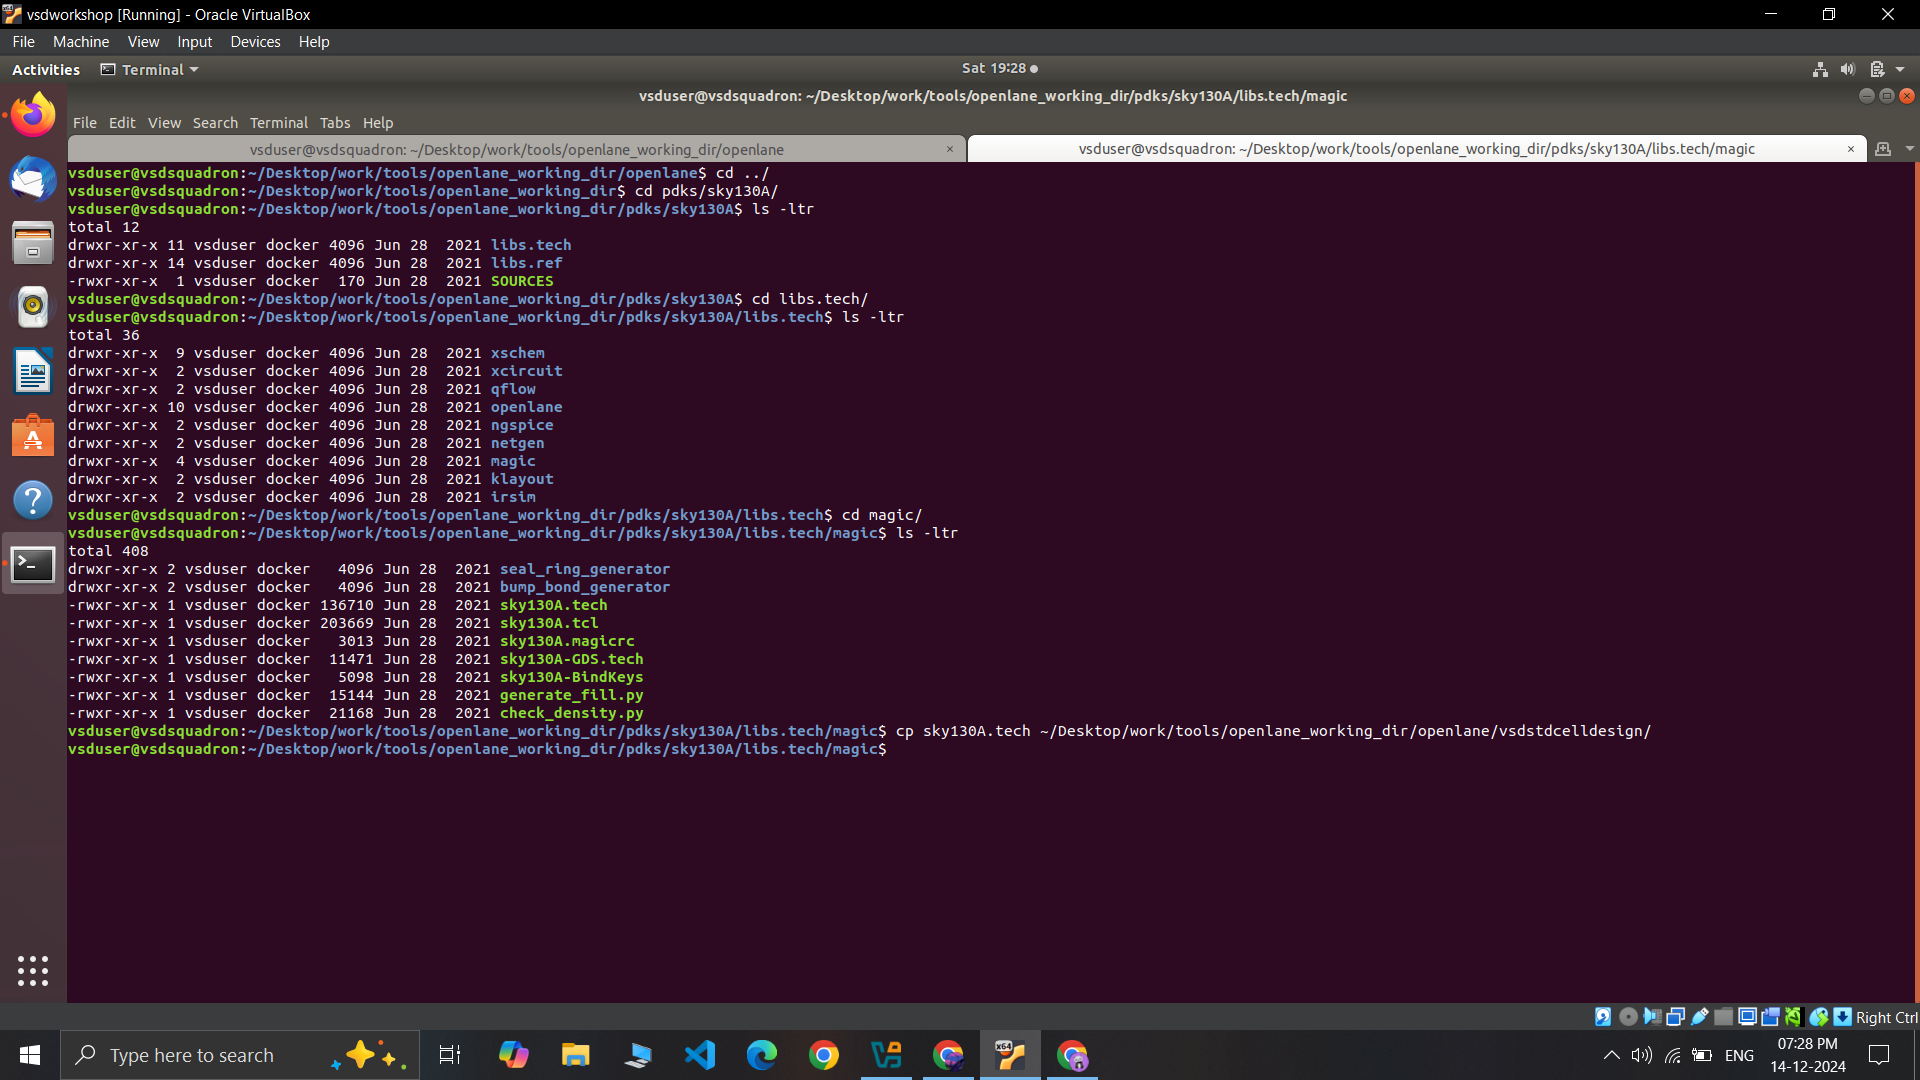 vsdworkshop [Running] - Oracle VirtualBox
File Machine View Input Devices Help
Activities Terminal Sat 19:28
vsduser@vsdsquadron: ~/Desktop/work/tools/openlane_working_dir/pdks/sky130A/libs.tech/magic
File Edit View Search Terminal Tabs Help
vsduser@vsdsquadron: ~/Desktop/work/tools/openlane_working_dir/openlane × vsduser@vsdsquadron: ~/Desktop/work/tools/openlane_working_dir/pdks/sky130A/libs.tech/magic ×
vsduser@vsdsquadron:~/Desktop/work/tools/openlane_working_dir/openlane$ cd ../
vsduser@vsdsquadron:~/Desktop/work/tools/openlane_working_dir$ cd pdks/sky130A/
vsduser@vsdsquadron:~/Desktop/work/tools/openlane_working_dir/pdks/sky130A$ ls -ltr
total 12
drwxr-xr-x 11 vsduser docker 4096 Jun 28  2021 libs.tech
drwxr-xr-x 14 vsduser docker 4096 Jun 28  2021 libs.ref
-rwxr-xr-x  1 vsduser docker  170 Jun 28  2021 SOURCES
vsduser@vsdsquadron:~/Desktop/work/tools/openlane_working_dir/pdks/sky130A$ cd libs.tech/
vsduser@vsdsquadron:~/Desktop/work/tools/openlane_working_dir/pdks/sky130A/libs.tech$ ls -ltr
total 36
drwxr-xr-x  9 vsduser docker 4096 Jun 28  2021 xschem
drwxr-xr-x  2 vsduser docker 4096 Jun 28  2021 xcircuit
drwxr-xr-x  2 vsduser docker 4096 Jun 28  2021 qflow
drwxr-xr-x 10 vsduser docker 4096 Jun 28  2021 openlane
drwxr-xr-x  2 vsduser docker 4096 Jun 28  2021 ngspice
drwxr-xr-x  2 vsduser docker 4096 Jun 28  2021 netgen
drwxr-xr-x  4 vsduser docker 4096 Jun 28  2021 magic
drwxr-xr-x  2 vsduser docker 4096 Jun 28  2021 klayout
drwxr-xr-x  2 vsduser docker 4096 Jun 28  2021 irsim
vsduser@vsdsquadron:~/Desktop/work/tools/openlane_working_dir/pdks/sky130A/libs.tech$ cd magic/
vsduser@vsdsquadron:~/Desktop/work/tools/openlane_working_dir/pdks/sky130A/libs.tech/magic$ ls -ltr
total 408
drwxr-xr-x 2 vsduser docker   4096 Jun 28  2021 seal_ring_generator
drwxr-xr-x 2 vsduser docker   4096 Jun 28  2021 bump_bond_generator
-rwxr-xr-x 1 vsduser docker 136710 Jun 28  2021 sky130A.tech
-rwxr-xr-x 1 vsduser docker 203669 Jun 28  2021 sky130A.tcl
-rwxr-xr-x 1 vsduser docker   3013 Jun 28  2021 sky130A.magicrc
-rwxr-xr-x 1 vsduser docker  11471 Jun 28  2021 sky130A-GDS.tech
-rwxr-xr-x 1 vsduser docker   5098 Jun 28  2021 sky130A-BindKeys
-rwxr-xr-x 1 vsduser docker  15144 Jun 28  2021 generate_fill.py
-rwxr-xr-x 1 vsduser docker  21168 Jun 28  2021 check_density.py
vsduser@vsdsquadron:~/Desktop/work/tools/openlane_working_dir/pdks/sky130A/libs.tech/magic$ cp sky130A.tech ~/Desktop/work/tools/openlane_working_dir/openlane/vsdstdcelldesign/
vsduser@vsdsquadron:~/Desktop/work/tools/openlane_working_dir/pdks/sky130A/libs.tech/magic$
Right Ctrl
Type here to search
x64
ENG
07:28 PM
14-12-2024